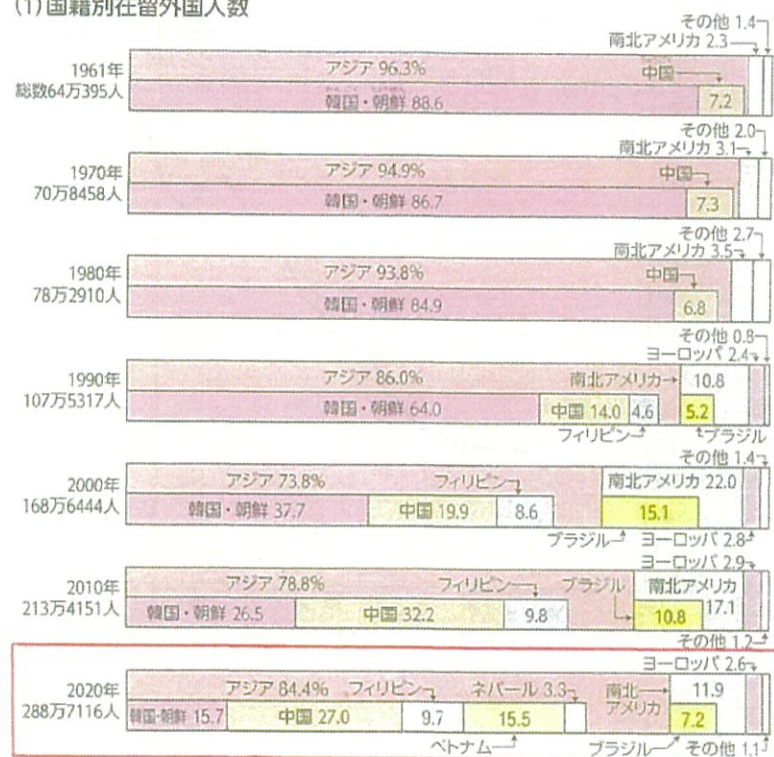 (1)国籍別在留外国人数
その他 1.4
南北アメリカ 2.3
1961年
総数64万395人
アジア 96.3%
中国
韓国・朝鮮 88.6
7.2
その他 2.0
南北アメリカ 3.1
1970年
70万8458人
アジア 94.9%
中国
韓国・朝鮮 86.7
7.3
その他 2.7
南北アメリカ 3.5
1980年
78万2910人
アジア 93.8%
中国
韓国・朝鮮 84.9
6.8
その他 0.8
ヨーロッパ 2.4
1990年
107万5317人
アジア 86.0%
南北アメリカ
10.8
韓国・朝鮮 64.0
中国 14.0
4.6
5.2
フィリピン
ブラジル
その他 1.4
2000年
168万6444人
アジア 73.8%
フィリピン
南北アメリカ 22.0
韓国・朝鮮 37.7
中国 19.9
8.6
15.1
ブラジル
ヨーロッパ 2.8
ヨーロッパ 2.9
2010年
213万4151人
アジア 78.8%
フィリピン
ブラジル
南北アメリカ
17.1
韓国・朝鮮 26.5
中国 32.2
9.8
10.8
その他 1.2
ヨーロッパ 2.6
2020年
288万7116人
アジア 84.4%
フィリピン
ネパール 3.3
南北
アメリカ
11.9
韓国・朝鮮 15.7
中国 27.0
9.7
15.5
7.2
ベトナム
ブラジル
その他 1.1